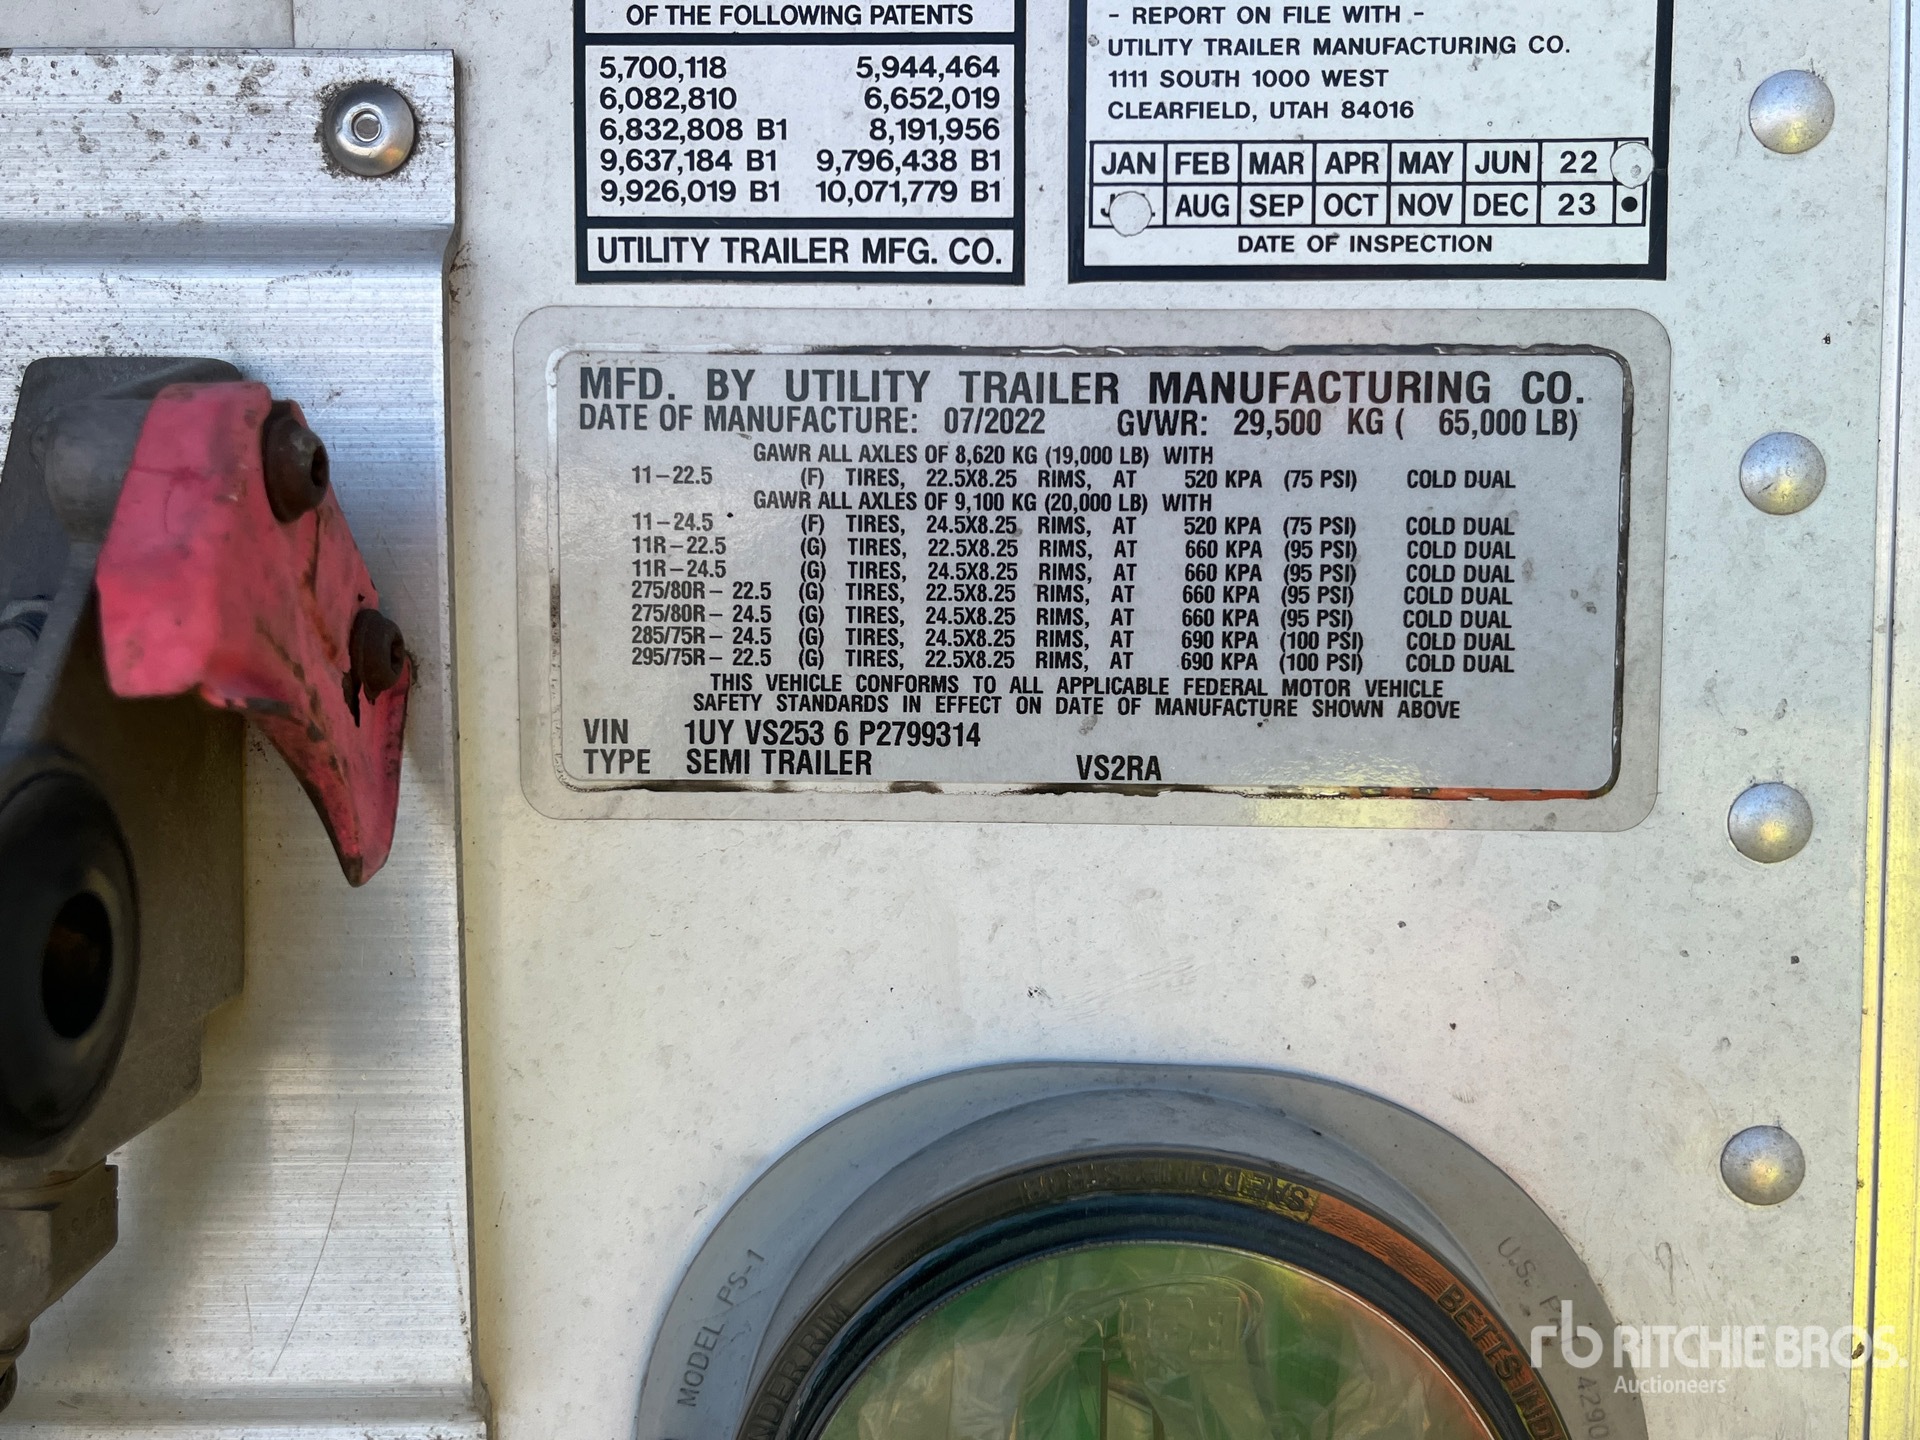 OF THE FOLLOWING PATENTS
5,700,118 5,944,464
6,082,810 6,652,019
6,832,808 B1 8,191,956
9,637,184 B1 9,796,438 B1
9,926,019 B1 10,071,779 B1
UTILITY TRAILER MFG. CO.
- REPORT ON FILE WITH -
UTILITY TRAILER MANUFACTURING CO.
1111 SOUTH 1000 WEST
CLEARFIELD, UTAH 84016
JAN FEB MAR APR MAY JUN 22
AUG SEP OCT NOV DEC 23
DATE OF INSPECTION
MFD. BY UTILITY TRAILER MANUFACTURING CO.
DATE OF MANUFACTURE: 07/2022 GVWR: 29,500 KG ( 65,000 LB)
GAWR ALL AXLES OF 8,620 KG (19,000 LB) WITH
11-22.5 (F) TIRES, 22.5X8.25 RIMS, AT 520 KPA (75 PSI) COLD DUAL
GAWR ALL AXLES OF 9,100 KG (20,000 LB) WITH
11-24.5 (F) TIRES, 24.5X8.25 RIMS, AT 520 KPA (75 PSI) COLD DUAL
11R-22.5 (G) TIRES, 22.5X8.25 RIMS, AT 660 KPA (95 PSI) COLD DUAL
11R-24.5 (G) TIRES, 24.5X8.25 RIMS, AT 660 KPA (95 PSI) COLD DUAL
275/80R- 22.5 (G) TIRES, 22.5X8.25 RIMS, AT 660 KPA (95 PSI) COLD DUAL
275/80R- 24.5 (G) TIRES, 24.5X8.25 RIMS, AT 660 KPA (95 PSI) COLD DUAL
285/75R- 24.5 (G) TIRES, 24.5X8.25 RIMS, AT 690 KPA (100 PSI) COLD DUAL
295/75R- 22.5 (G) TIRES, 22.5X8.25 RIMS, AT 690 KPA (100 PSI) COLD DUAL
THIS VEHICLE CONFORMS TO ALL APPLICABLE FEDERAL MOTOR VEHICLE
SAFETY STANDARDS IN EFFECT ON DATE OF MANUFACTURE SHOWN ABOVE
VIN 1UY VS253 6 P2799314
TYPE SEMI TRAILER VS2RA
MODEL PS-1
U.S. P
4290
RIM
SAE
BETTS IND
rb RITCHIE BROS.
Auctioneers